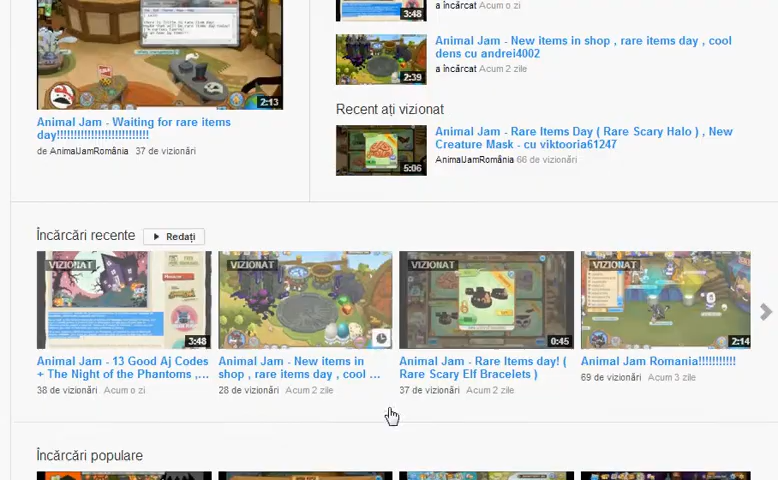 3:48
a încărcat Acum o zi
2:13
Animal Jam - New items in shop , rare items day , cool dens cu andrei4002
a încărcat Acum 2 zile
2:39
Animal Jam - Waiting for rare items
day!!!!!!!!!!!!!!!!!!!!!!!!!!!
de AnimalJamRomânia 37 de vizionări
Recent ați vizionat
Animal Jam - Rare Items Day ( Rare Scary Halo ) , New
Creature Mask - cu viktooria61247
AnimalJamRomânia 66 de vizionări
5:06
Încărcări recente
Redați
VIZIONAT
VIZIONAT
VIZIONAT
VIZIONAT
3:48
0:45
2:14
Animal Jam - 13 Good Aj Codes
+ The Night of the Phantoms ,...
38 de vizionări Acum o zi
Animal Jam - New items in
shop , rare items day , cool ...
28 de vizionări Acum 2 zile
Animal Jam - Rare Items day! (
Rare Scary Elf Bracelets )
37 de vizionări Acum 2 zile
Animal Jam Romania!!!!!!!!!!!
69 de vizionări Acum 3 zile
Încărcări populare